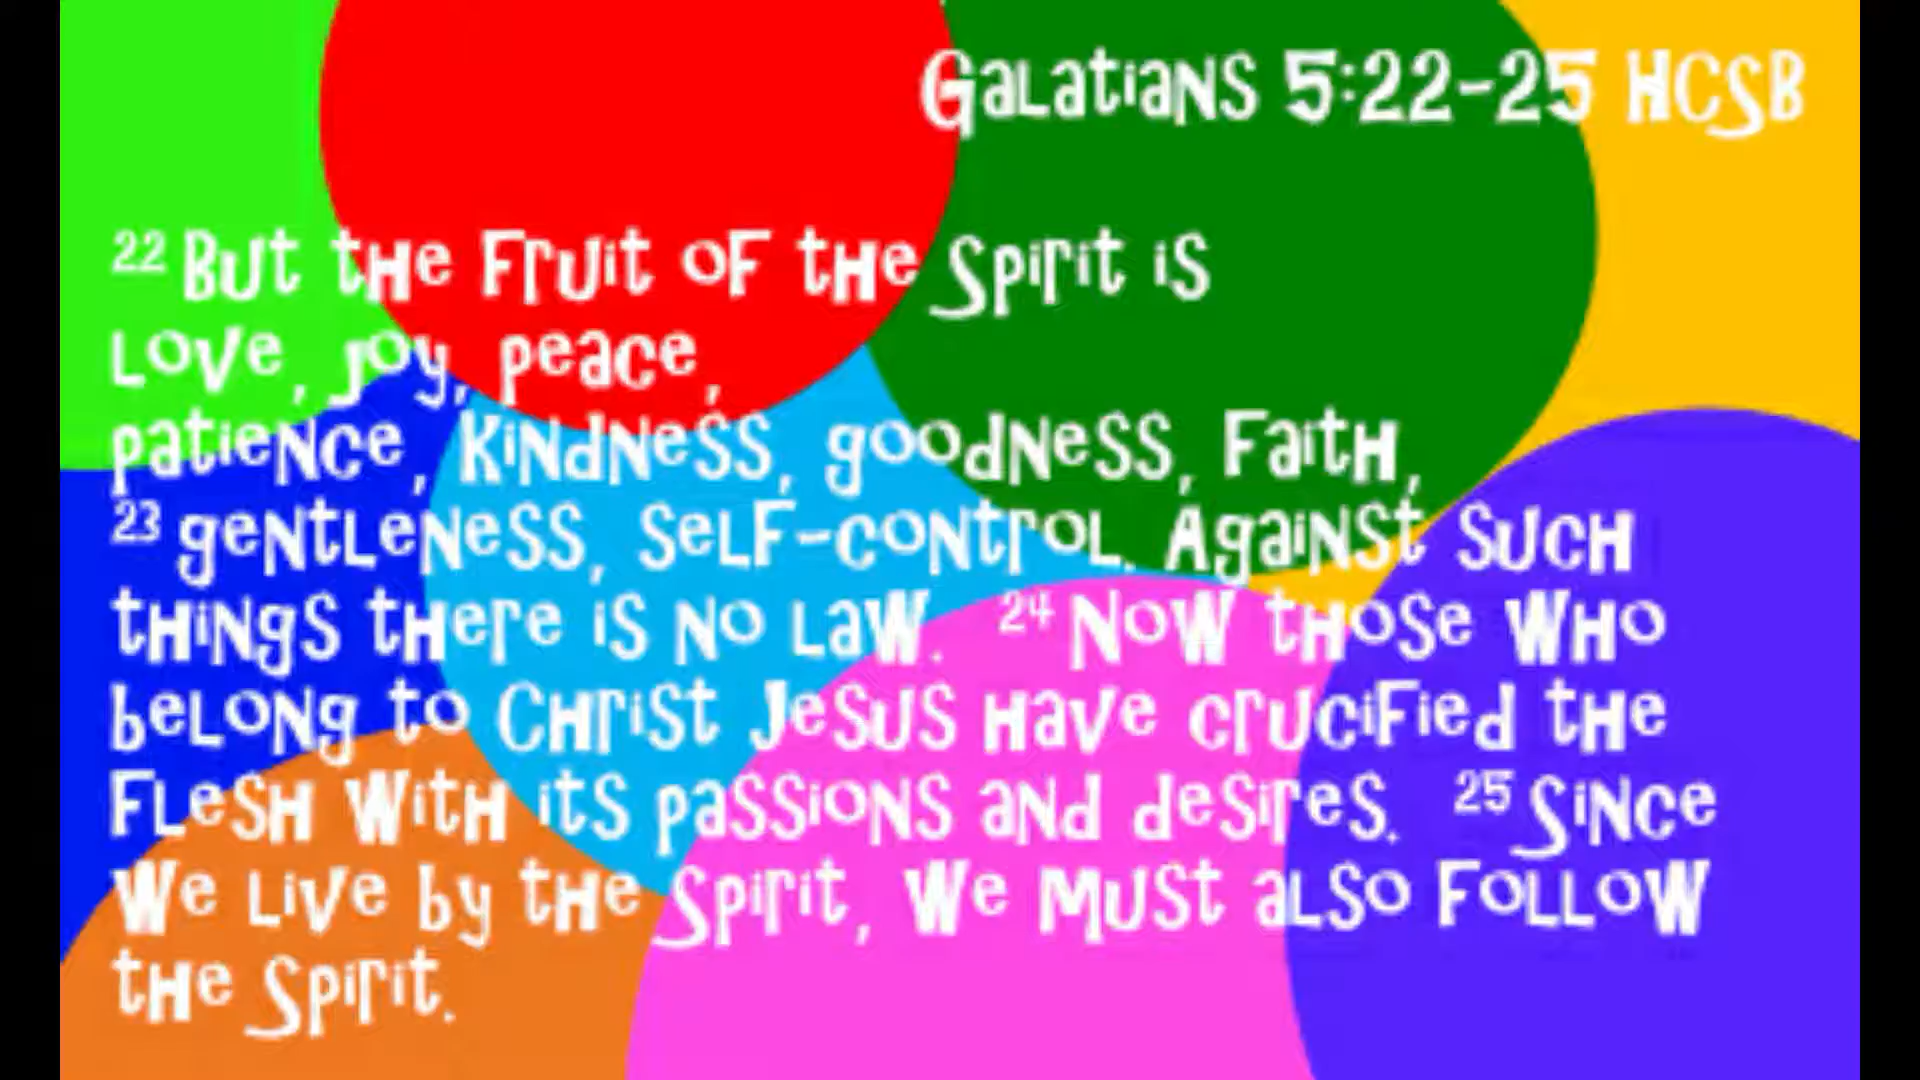 Galatians 5:22-25 HCSB
22 But the Fruit of the Spirit is
Love, joy, peace,
patience, kindness, goodness, Faith,
23 gentleness, self-control. Against such
things there is no law. 24 Now those who
belong to Christ Jesus have crucified the
flesh with its passions and desires. 25 Since
we live by the Spirit, we must also follow
the Spirit.